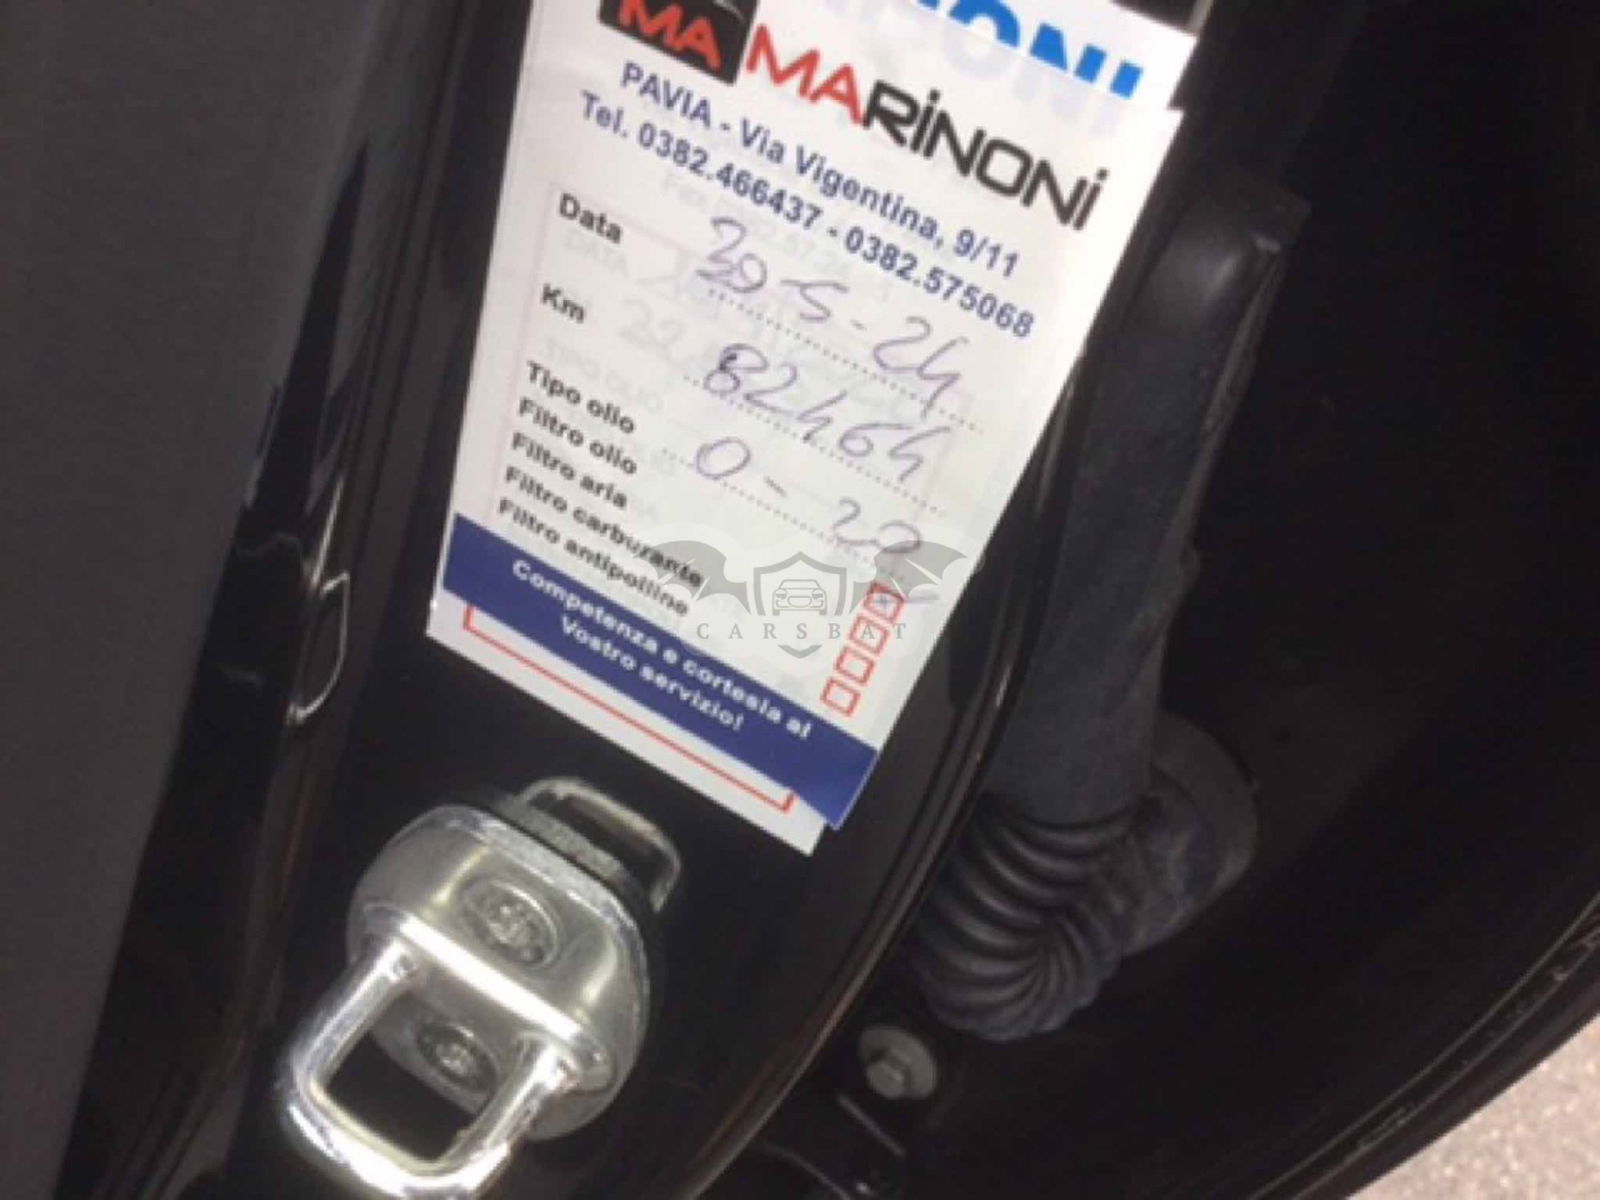 MA MARiNONi
PAVIA - Via Vigentina, 9/11
Tel. 0382.466437 - 0382.575068
Data 30-5-24
Km 82464
Tipo olio 0-20
Filtro olio
Filtro aria
Filtro carburante
Filtro antipolline
Competenza e cortesia al
Vostro servizio!
CARSBAT